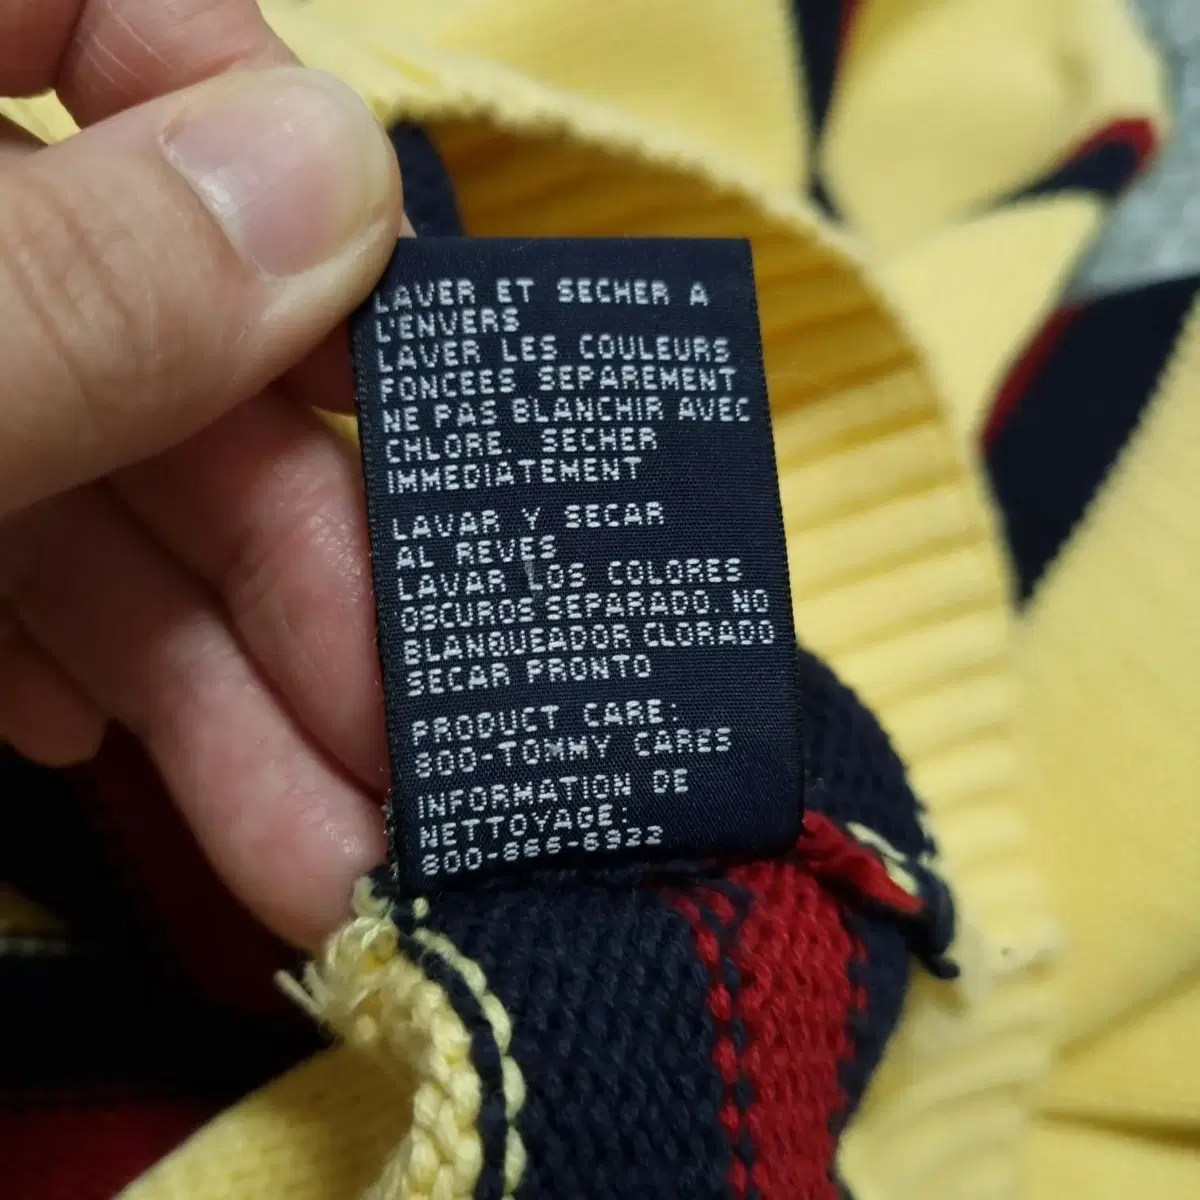 LAVER ET SECHER A
L'ENVERS
LAVER LES COULEURS
FONCEES SEPAREMENT
NE PAS BLANCHIR AVEC
CHLORE. SECHER
IMMEDIATEMENT
LAVAR Y SECAR
AL REVES
LAVAR LOS COLORES
OSCUROS SEPARADO. NO
BLANQUEADOR CLORADO
SECAR PRONTO
PRODUCT CARE:
800-TOMMY CARES
INFORMATION DE
NETTOYAGE:
800-866-6922